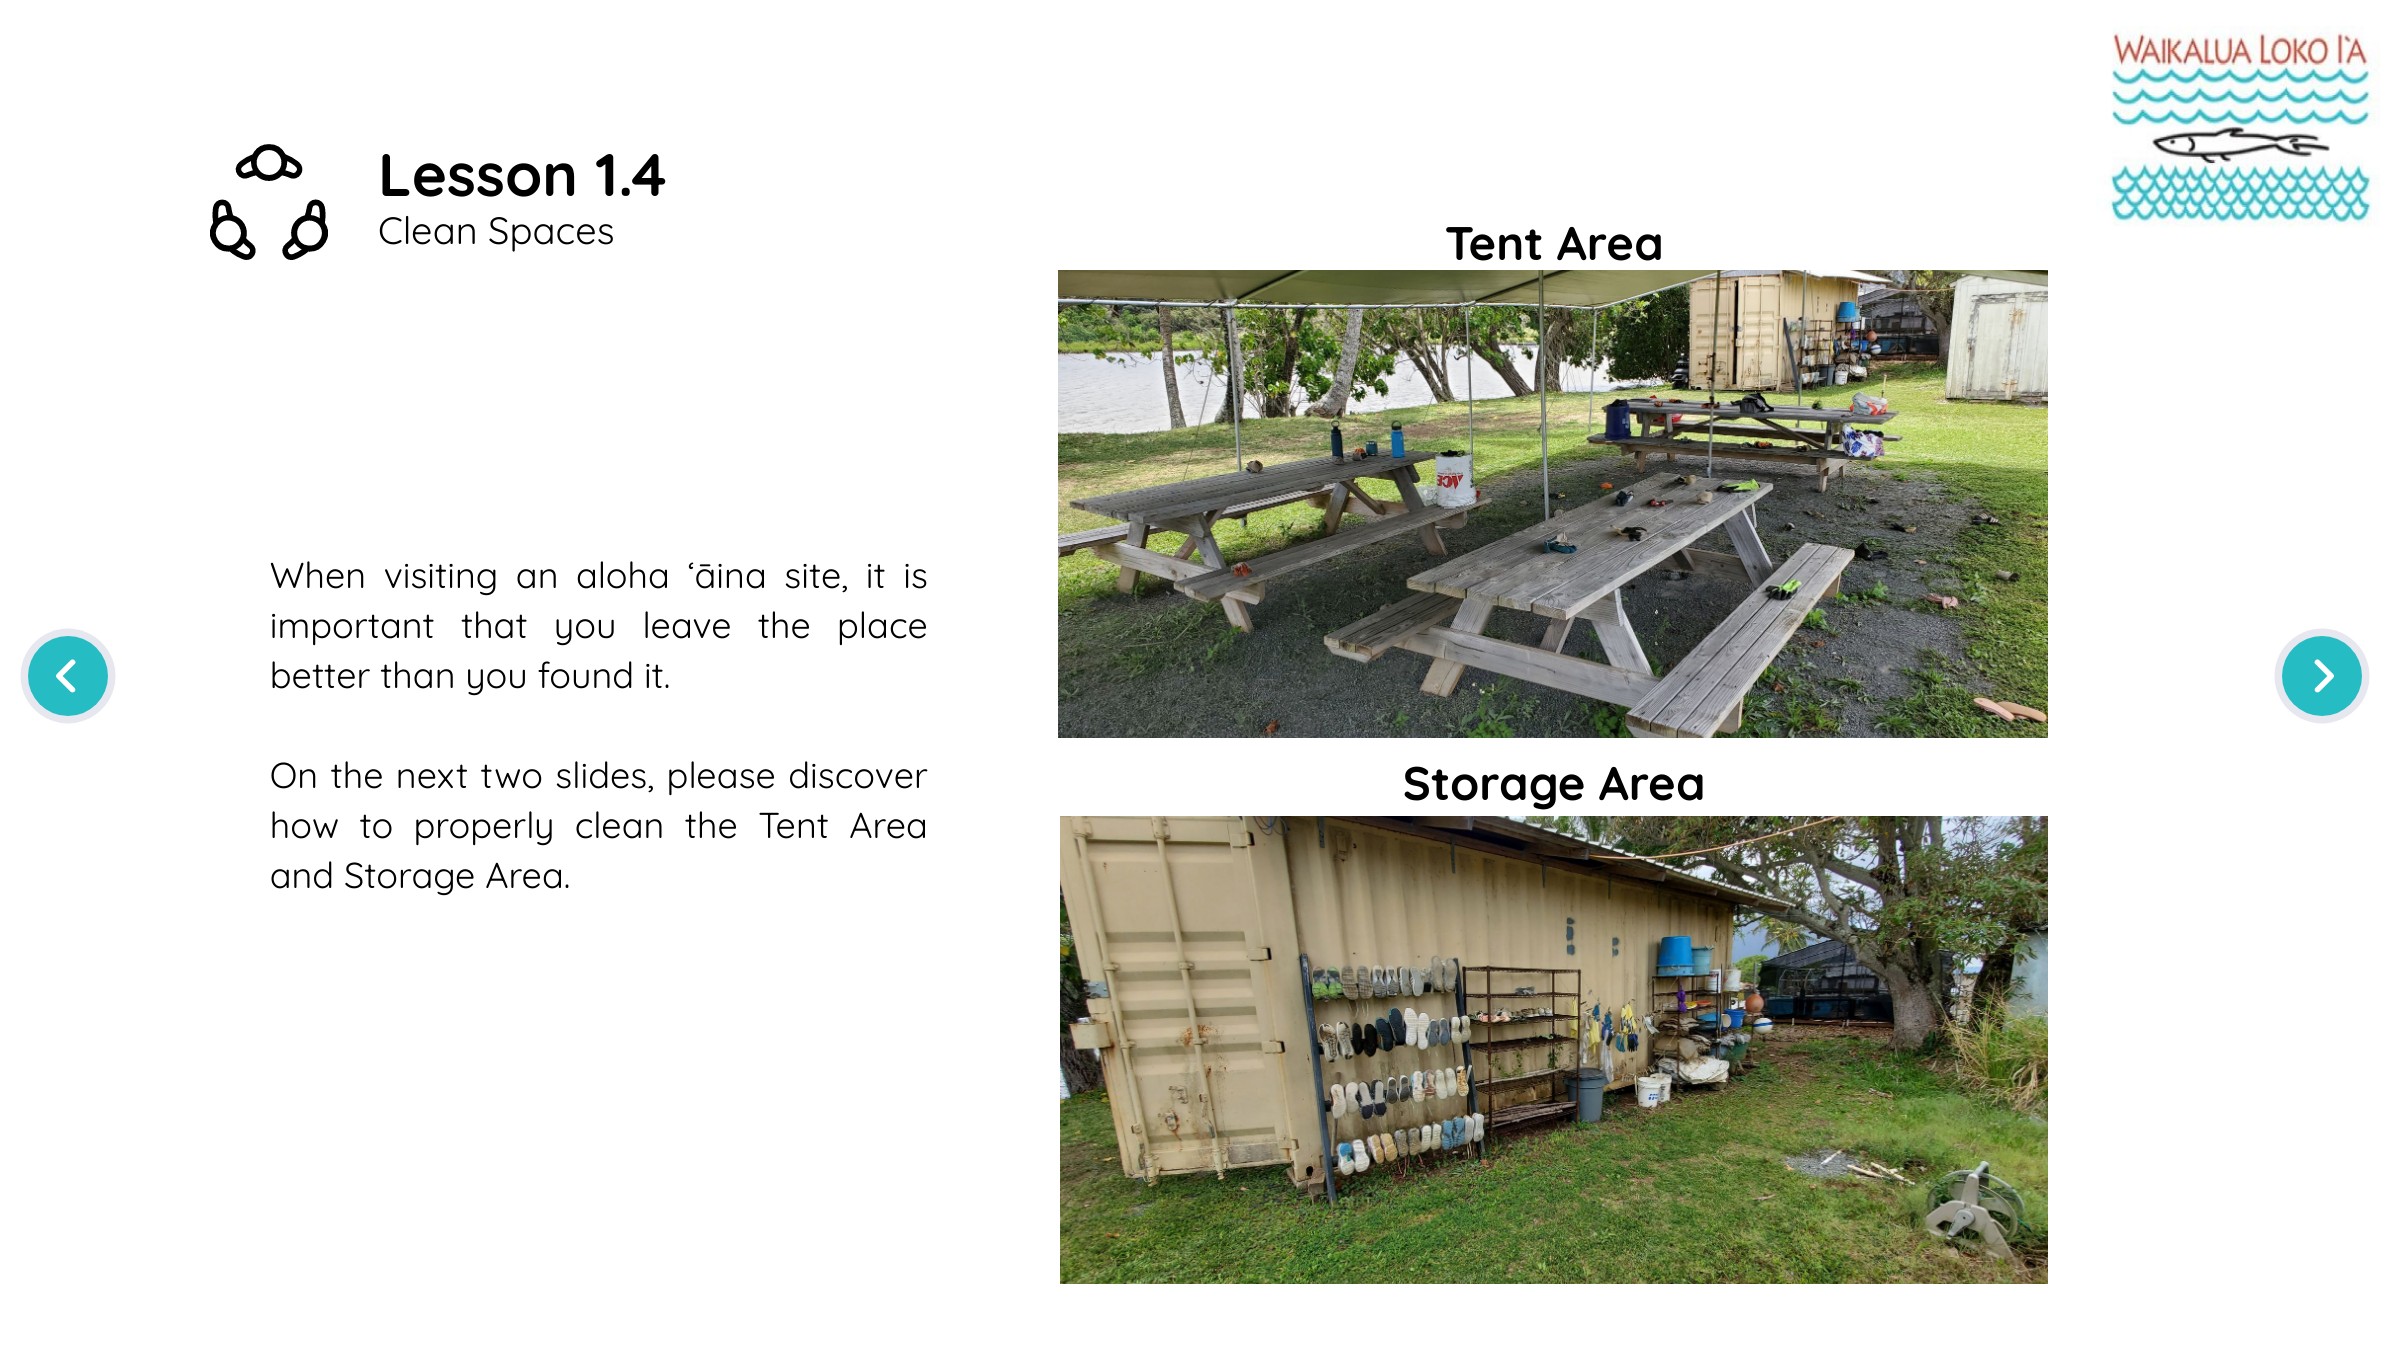 WAIKALUA LOKO I'A
Lesson 1.4
Clean Spaces
Tent Area
ACE
When visiting an aloha ʻāina site, it is
important that you leave the place
better than you found it.
On the next two slides, please discover
how to properly clean the Tent Area
and Storage Area.
Storage Area